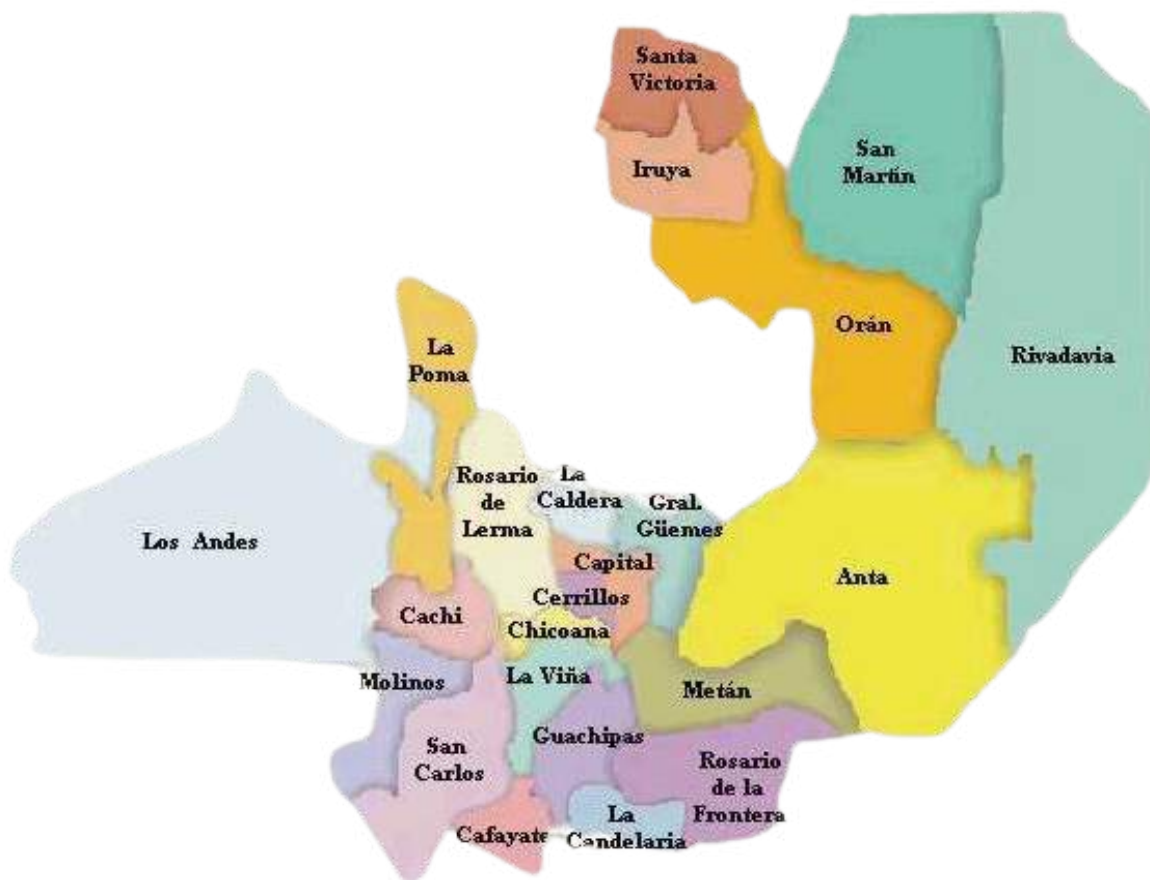 Santa
Victoria
Iruya
San
Martín
Orán
Rivadavia
La
Poma
Los Andes
Rosario
de
Lerma
La
Caldera
Gral.
Güemes
Capital
Cerrillos
Anta
Cachi
Chicoana
Molinos
La Viña
Metán
San
Carlos
Guachipas
Rosario
de la
Frontera
Cafayate
La
Candelaria